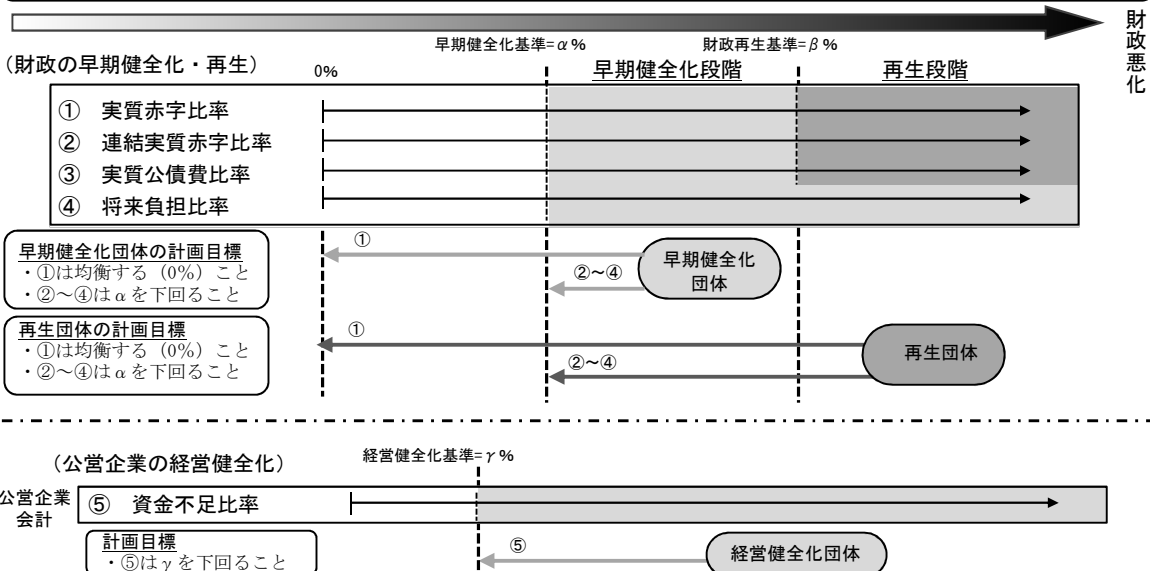 財政悪化
早期健全化基準=α%
財政再生基準=β%
（財政の早期健全化・再生）
0%
早期健全化段階
再生段階
① 実質赤字比率
② 連結実質赤字比率
③ 実質公債費比率
④ 将来負担比率
早期健全化団体の計画目標
・①は均衡する（0%）こと
・②～④はαを下回ること
①
②～④
早期健全化
団体
再生団体の計画目標
・①は均衡する（0%）こと
・②～④はαを下回ること
①
②～④
再生団体
（公営企業の経営健全化）
経営健全化基準=γ%
公営企業
会計
⑤ 資金不足比率
計画目標
・⑤はγを下回ること
⑤
経営健全化団体